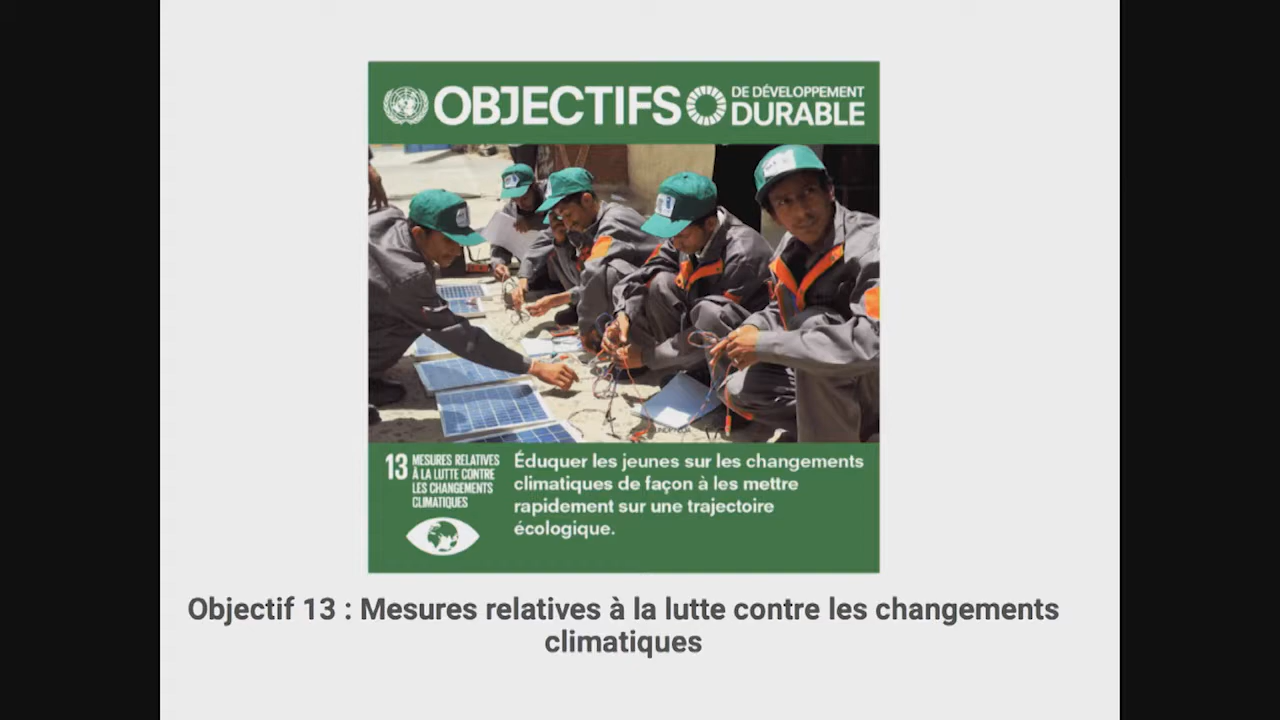 OBJECTIFS DE DÉVELOPPEMENT DURABLE
13 MESURES RELATIVES
À LA LUTTE CONTRE
LES CHANGEMENTS
CLIMATIQUES
Éduquer les jeunes sur les changements
climatiques de façon à les mettre
rapidement sur une trajectoire
écologique.
Objectif 13 : Mesures relatives à la lutte contre les changements
climatiques